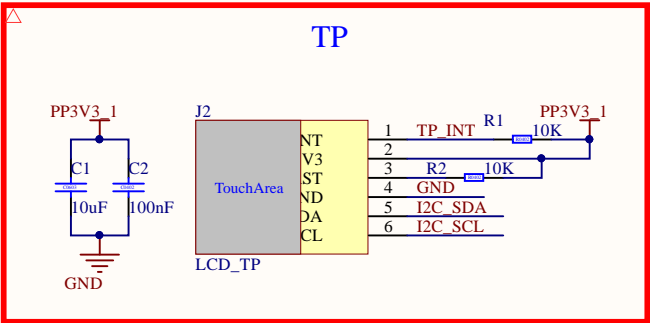 TP
PP3V3_1
C1
C2
10uF
100nF
GND
J2
TouchArea
LCD_TP
NT
V3
ST
ND
DA
CL
1
2
3
4
5
6
TP_INT
R1
10K
PP3V3_1
R2
10K
GND
I2C_SDA
I2C_SCL